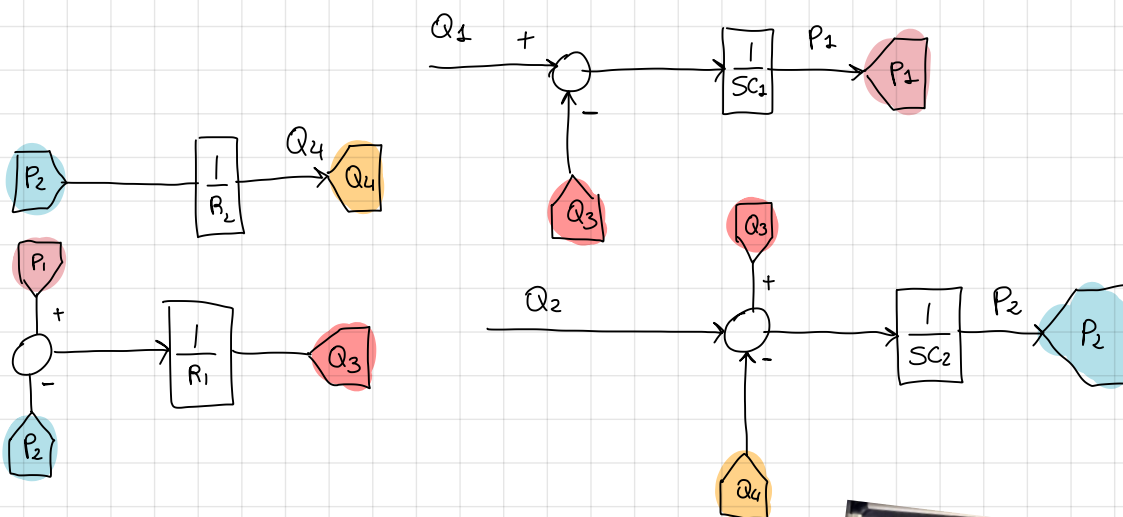 Q1 + 1/SC1 P1 P1
-
Q3
P2 1/R2 Q4 Q4
P1
+
1/R1 Q3
-
P2
Q3
+
Q2 1/SC2 P2 P2
-
Q4